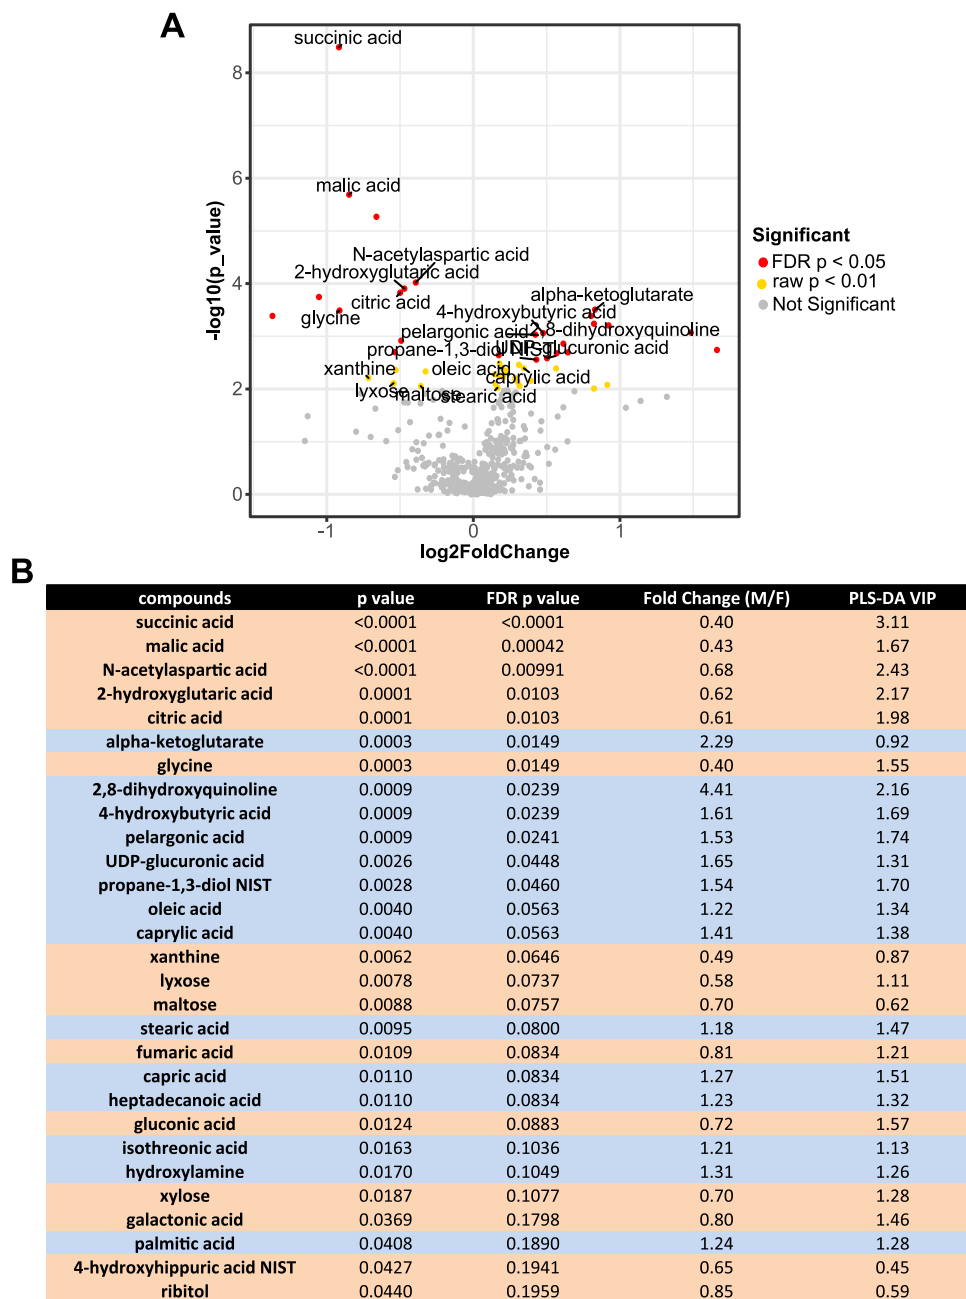 A
succinic acid
8
malic acid
6
N-acetylaspartic acid
2-hydroxyglutaric acid
alpha-ketoglutarate
4
citric acid
4-hydroxybutyric acid
glycine
pelargonic acid
2,8-dihydroxyquinoline
propane-1,3-diol NIST
UDP-glucuronic acid
xanthine
oleic acid
caprylic acid
2
lyxose
maltose
stearic acid
0
-1
0
1
log2FoldChange
-log10(p_value)
Significant
FDR p < 0.05
raw p < 0.01
Not Significant
B
compounds p value FDR p value Fold Change (M/F) PLS-DA VIP
succinic acid <0.0001 <0.0001 0.40 3.11
malic acid <0.0001 0.00042 0.43 1.67
N-acetylaspartic acid <0.0001 0.00991 0.68 2.43
2-hydroxyglutaric acid 0.0001 0.0103 0.62 2.17
citric acid 0.0001 0.0103 0.61 1.98
alpha-ketoglutarate 0.0003 0.0149 2.29 0.92
glycine 0.0003 0.0149 0.40 1.55
2,8-dihydroxyquinoline 0.0009 0.0239 4.41 2.16
4-hydroxybutyric acid 0.0009 0.0239 1.61 1.69
pelargonic acid 0.0009 0.0241 1.53 1.74
UDP-glucuronic acid 0.0026 0.0448 1.65 1.31
propane-1,3-diol NIST 0.0028 0.0460 1.54 1.70
oleic acid 0.0040 0.0563 1.22 1.34
caprylic acid 0.0040 0.0563 1.41 1.38
xanthine 0.0062 0.0646 0.49 0.87
lyxose 0.0078 0.0737 0.58 1.11
maltose 0.0088 0.0757 0.70 0.62
stearic acid 0.0095 0.0800 1.18 1.47
fumaric acid 0.0109 0.0834 0.81 1.21
capric acid 0.0110 0.0834 1.27 1.51
heptadecanoic acid 0.0110 0.0834 1.23 1.32
gluconic acid 0.0124 0.0883 0.72 1.57
isothreonic acid 0.0163 0.1036 1.21 1.13
hydroxylamine 0.0170 0.1049 1.31 1.26
xylose 0.0187 0.1077 0.70 1.28
galactonic acid 0.0369 0.1798 0.80 1.46
palmitic acid 0.0408 0.1890 1.24 1.28
4-hydroxyhippuric acid NIST 0.0427 0.1941 0.65 0.45
ribitol 0.0440 0.1959 0.85 0.59